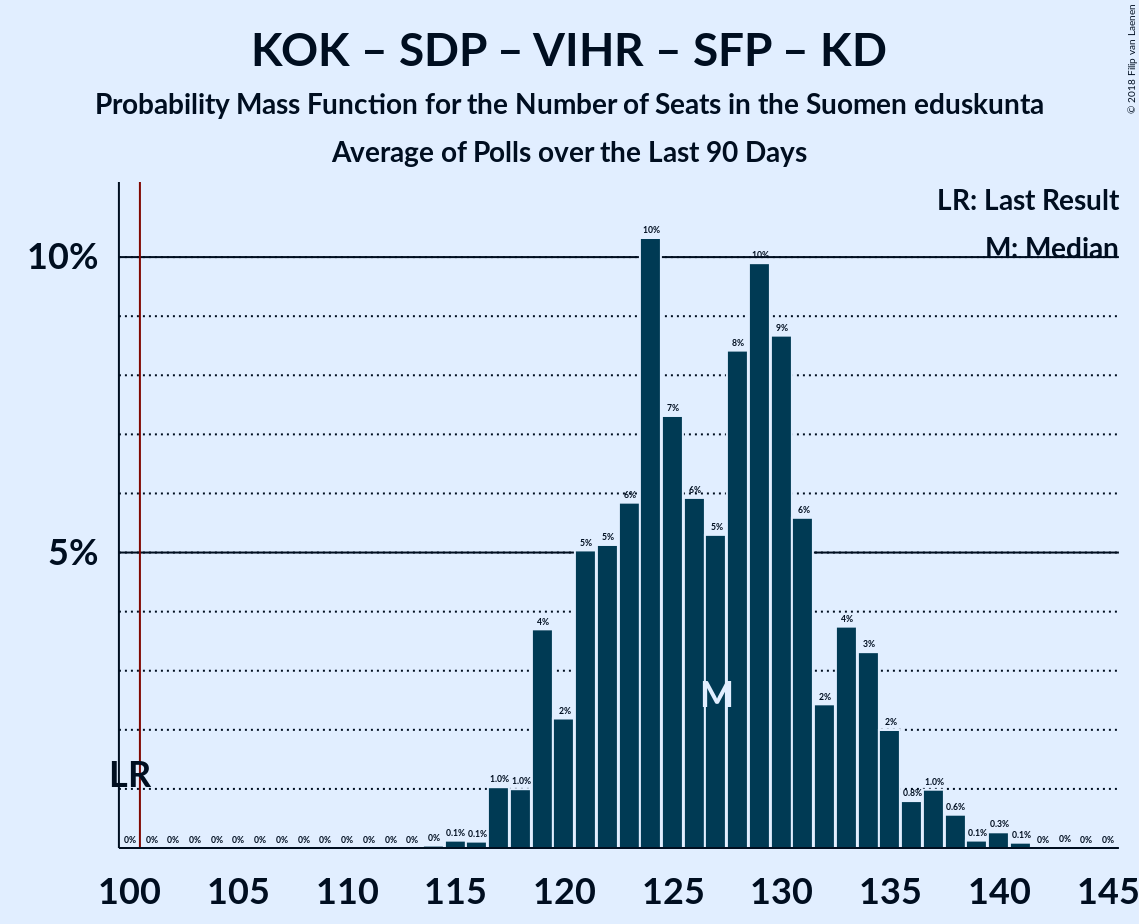 KOK – SDP – VIHR – SFP – KD
Probability Mass Function for the Number of Seats in the Suomen eduskunta
Average of Polls over the Last 90 Days
© 2018 Filip van Laenen
LR: Last Result
M: Median
10%
5%
LR
M
0% 0% 0% 0% 0% 0% 0% 0% 0% 0% 0% 0% 0% 0% 0% 0.1% 0.1% 1.0% 1.0% 4% 2% 5% 5% 6% 10% 7% 6% 5% 8% 10% 9% 6% 2% 4% 3% 2% 0.8% 1.0% 0.6% 0.1% 0.3% 0.1% 0% 0% 0% 0%
100 105 110 115 120 125 130 135 140 145